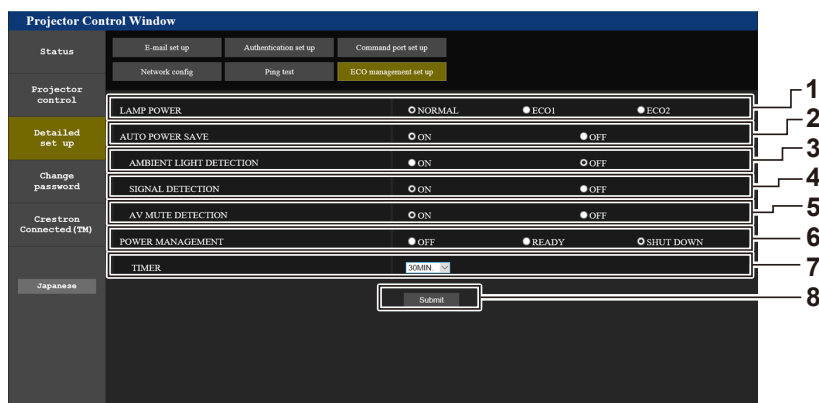 Projector Control Window
Status
E-mail set up
Authentication set up
Command port set up
Network config
Ping test
ECO management set up
Projector
control
Detailed
set up
Change
password
Crestron
Connected(TM)
Japanese
LAMP POWER NORMAL ECO1 ECO2 1
AUTO POWER SAVE ON OFF 2
AMBIENT LIGHT DETECTION ON OFF 3
SIGNAL DETECTION ON OFF 4
AV MUTE DETECTION ON OFF 5
POWER MANAGEMENT OFF READY SHUT DOWN 6
TIMER 30MIN. 7
Submit 8